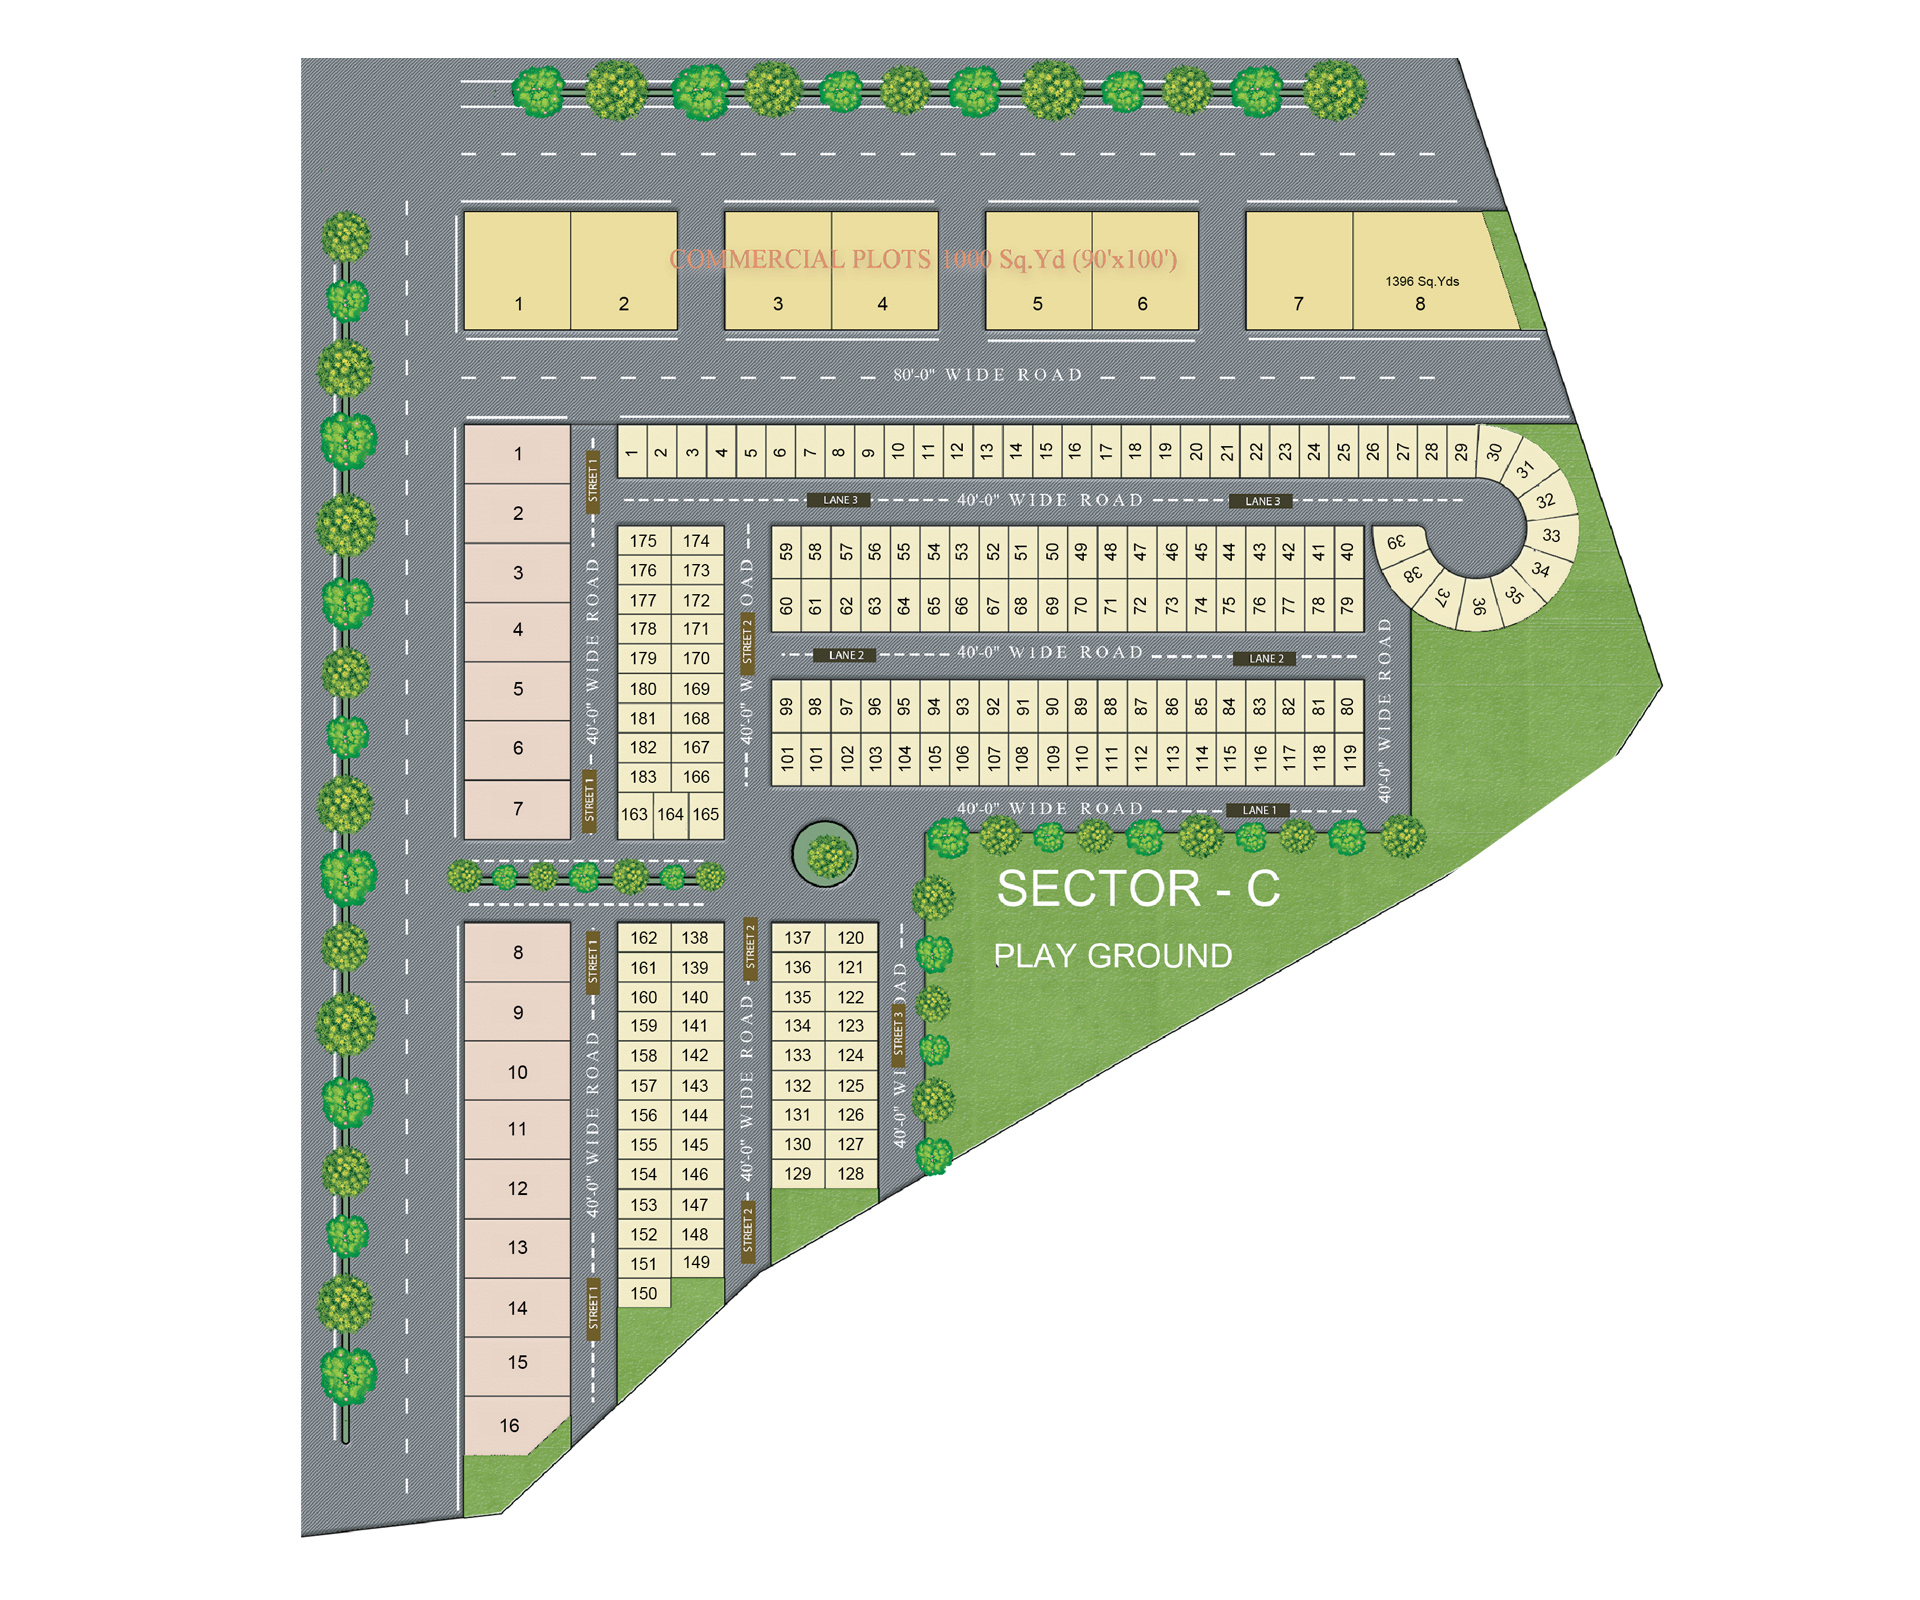 COMMERCIAL PLOTS 1000 Sq.Yd (90'x100')
1396 Sq.Yds
1 2 3 4 5 6 7 8
80'-0" WIDE ROAD
1
2
3
4
5
6
7
STREET 1
40'-0" WIDE ROAD
STREET 1
1 2 3 4 5 6 7 8 9 10 11 12 13 14 15 16 17 18 19 20 21 22 23 24 25 26 27 28 29 30 31 32 33 34 35 36 37 38 39
LANE 3 40'-0" WIDE ROAD LANE 3
175 174
176 173
177 172
178 171
179 170
180 169
181 168
182 167
183 166
163 164 165
STREET 2
40'-0" W OAD
59 58 57 56 55 54 53 52 51 50 49 48 47 46 45 44 43 42 41 40
60 61 62 63 64 65 66 67 68 69 70 71 72 73 74 75 76 77 78 79
LANE 2 40'-0" WIDE ROAD LANE 2
99 98 97 96 95 94 93 92 91 90 89 88 87 86 85 84 83 82 81 80
101 101 102 103 104 105 106 107 108 109 110 111 112 113 114 115 116 117 118 119
40'-0" WIDE ROAD
40'-0" WIDE ROAD LANE 1
SECTOR - C
PLAY GROUND
8
9
10
11
12
13
14
15
16
STREET 1
40'-0" WIDE ROAD
STREET 1
162 138
161 139
160 140
159 141
158 142
157 143
156 144
155 145
154 146
153 147
152 148
151 149
150
STREET 2
40'-0" WIDE ROAD
STREET 2
137 120
136 121
135 122
134 123
133 124
132 125
131 126
130 127
129 128
STREET 3
40'-0" WI OAD